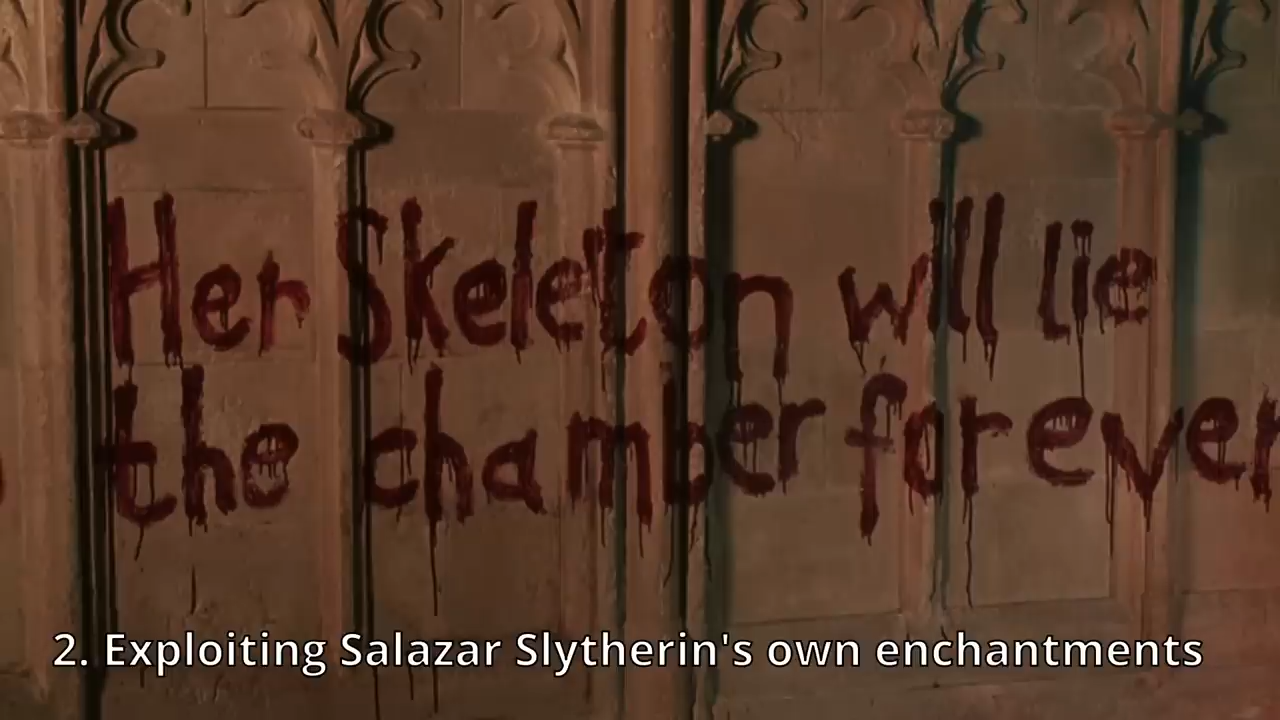 Her Skeleton will lie
the chamber forever
2. Exploiting Salazar Slytherin's own enchantments